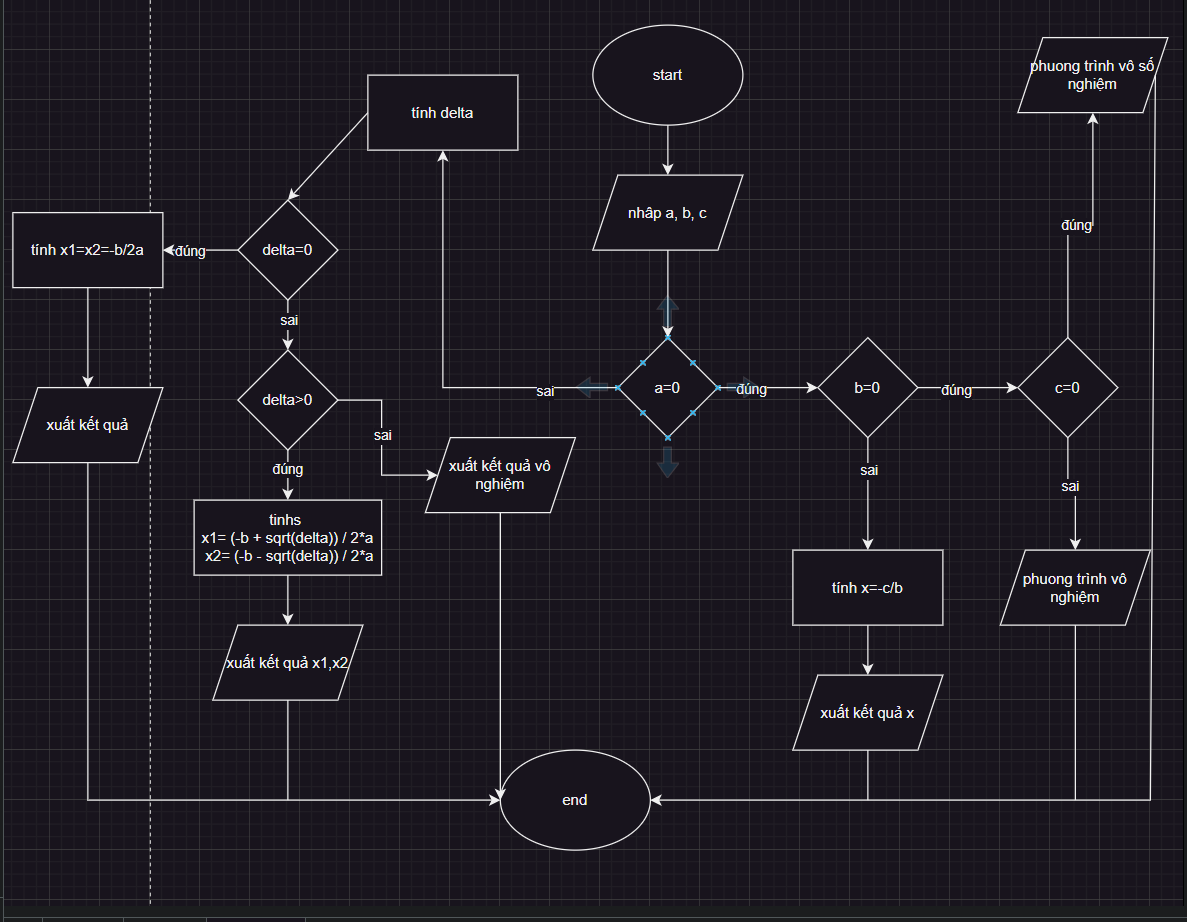 start
phuong trình vô số
nghiệm
tính delta
nhâp a, b, c
đúng
tính x1=x2=-b/2a
đúng
delta=0
sai
delta>0
sai
a=0
đúng
b=0
đúng
c=0
sai
xuất kết quả
sai
đúng
xuất kết quả vô
nghiệm
sai
sai
tinhs
x1= (-b + sqrt(delta)) / 2*a
x2= (-b - sqrt(delta)) / 2*a
tính x=-c/b
phuong trình vô
nghiệm
xuất kết quả x1,x2
xuất kết quả x
end